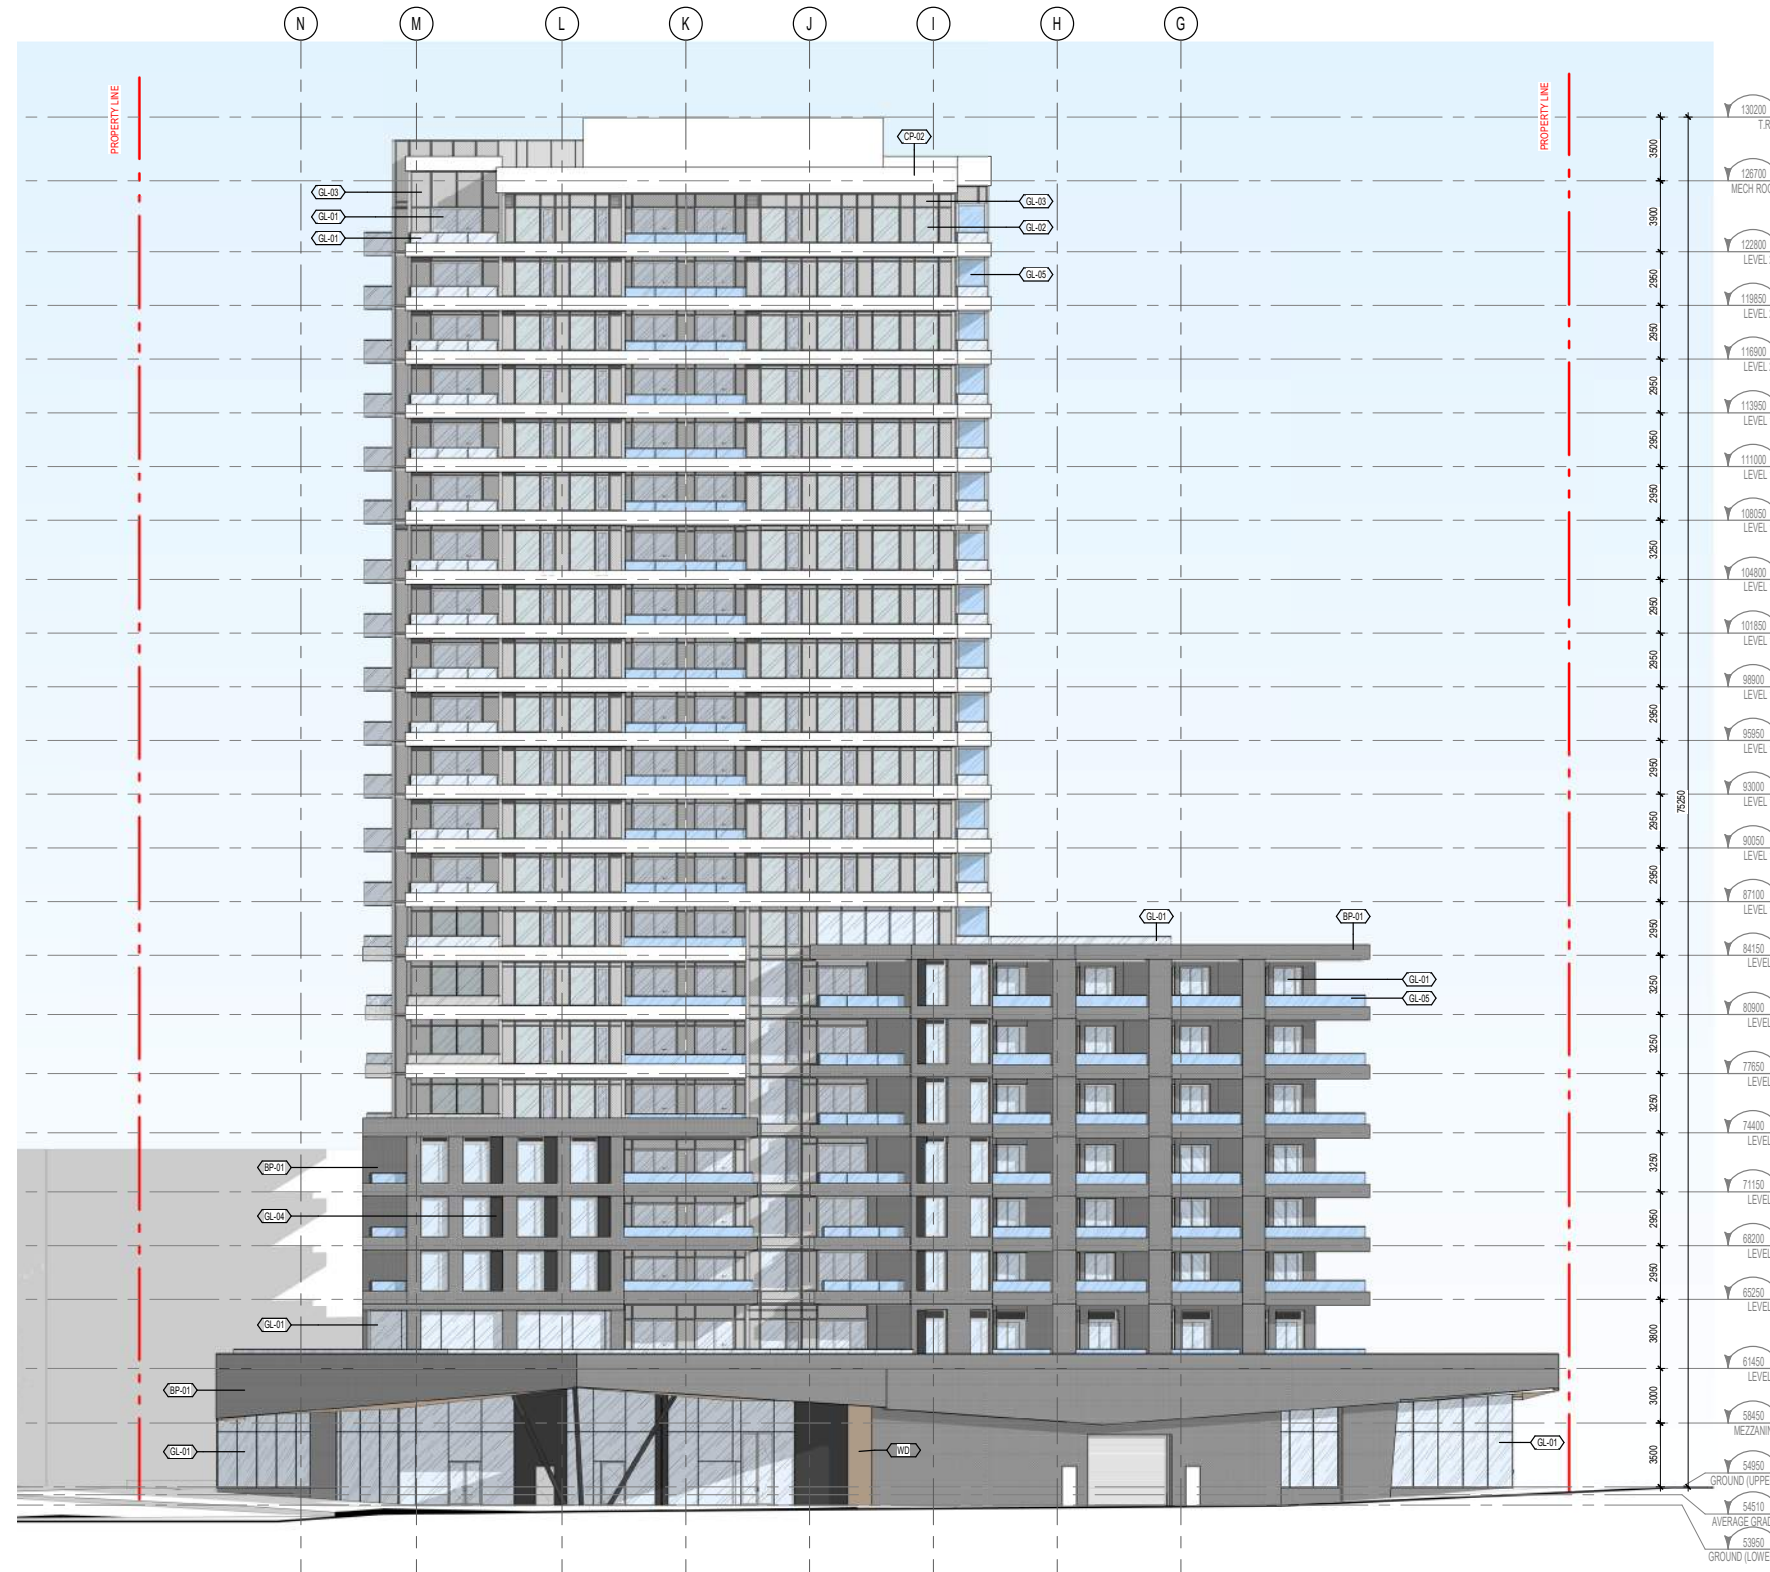 N M L K J I H G
PROPERTY LINE
PROPERTY LINE
CP-02
GL-03
GL-01
GL-01
GL-03
GL-02
GL-05
GL-01
BP-01
GL-01
GL-05
BP-01
GL-04
GL-01
BP-01
GL-01
WD
GL-01
3500
3900
2950
2950
2950
2950
2950
3250
2950
2950
2950
2950
2950
2950
2950
3250
3250
3250
3250
2950
2950
3800
3000
3500
75250
130200
T.R
126700
MECH ROO
122800
LEVEL
119850
LEVEL
116900
LEVEL
113950
LEVEL
111000
LEVEL
108050
LEVEL
104800
LEVEL
101850
LEVEL
98900
LEVEL
95950
LEVEL
93000
LEVEL
90050
LEVEL
87100
LEVEL
84150
LEVEL
80900
LEVEL
77650
LEVEL
74400
LEVEL
71150
LEVEL
68200
LEVEL
65250
LEVEL
61450
LEVEL
58450
MEZZANIN
54950
GROUND (UPPE
54510
AVERAGE GRAD
53950
GROUND (LOWE